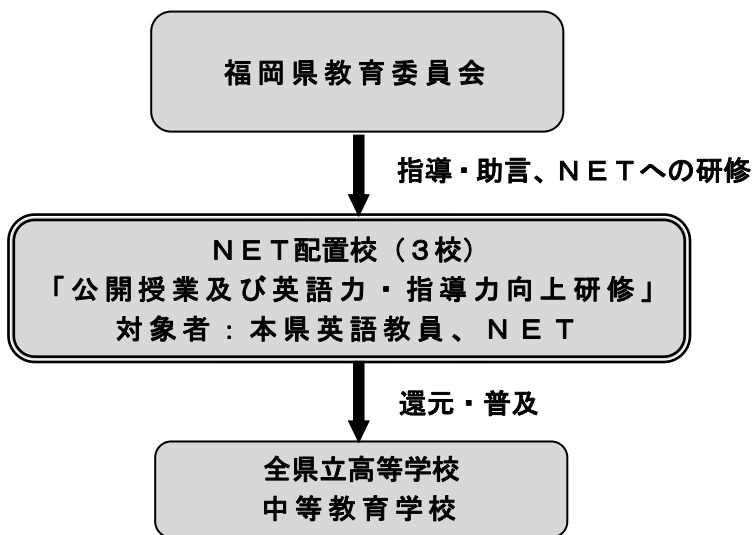 福岡県教育委員会
指導・助言、ＮＥＴへの研修
ＮＥＴ配置校（３校）
「公開授業及び英語力・指導力向上研修」
対象者：本県英語教員、ＮＥＴ
還元・普及
全県立高等学校
中等教育学校